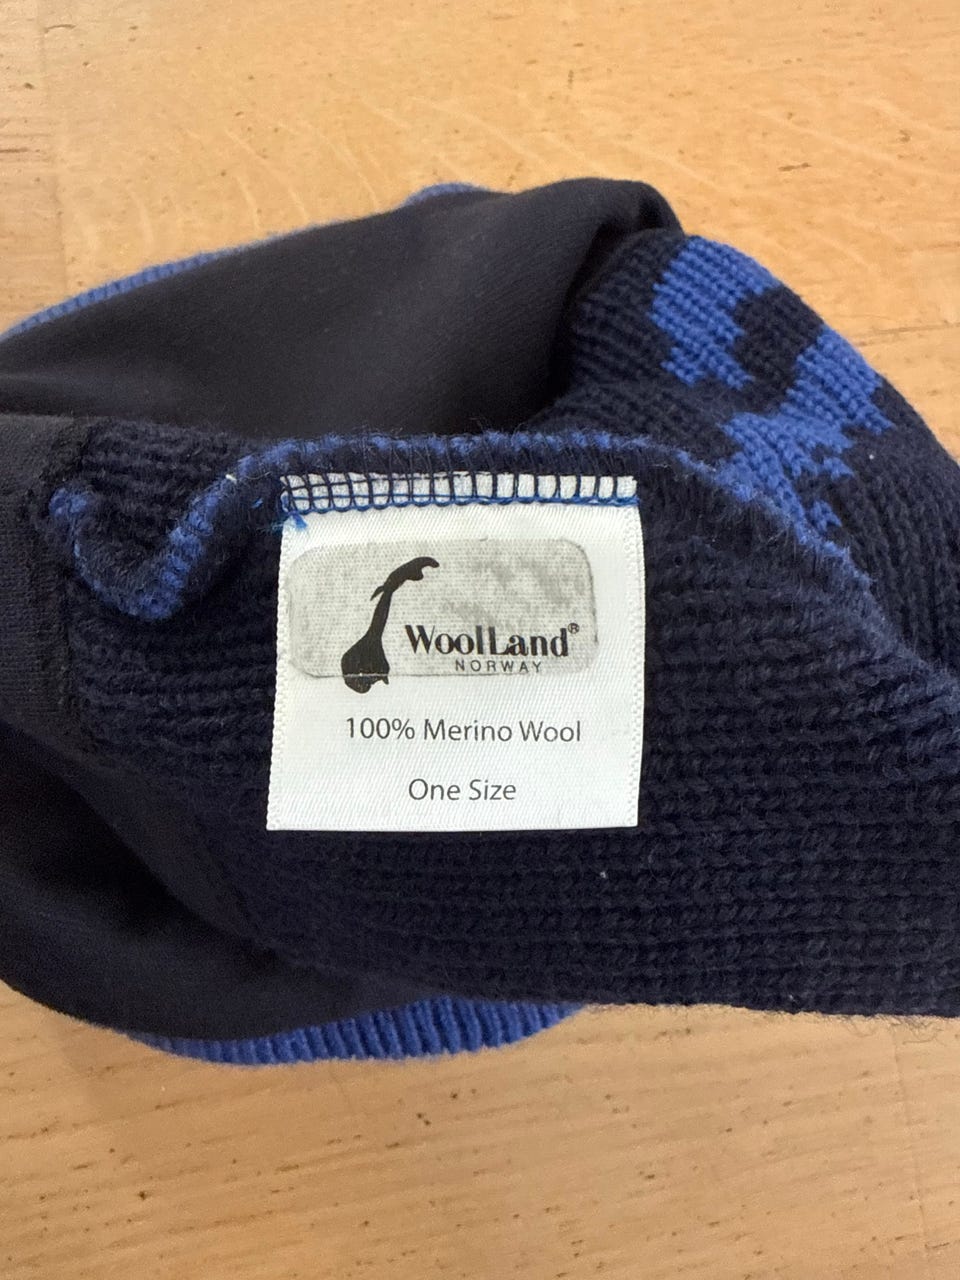 WoolLand®
NORWAY
100% Merino Wool
One Size